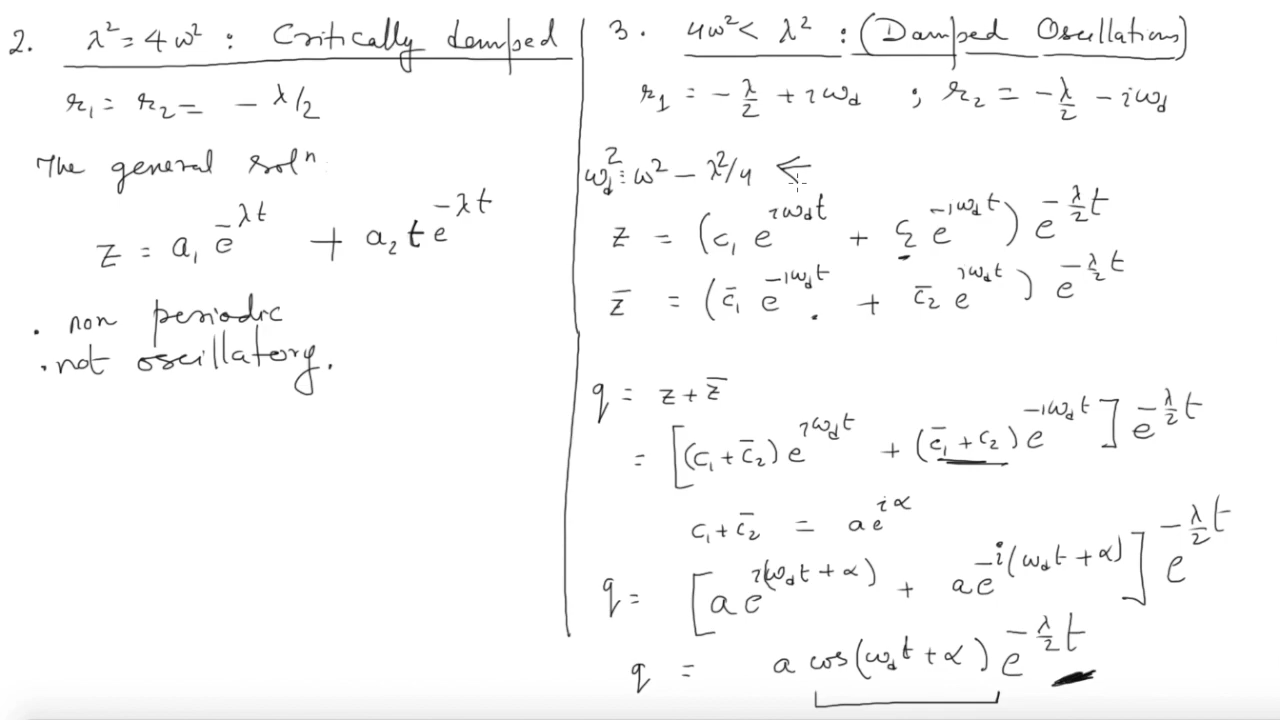 2. λ² = 4ω² : Critically demped
r₁ = r₂ = - λ/2
The general solⁿ
z = a₁ e^{-λt} + a₂ t e^{-λt}
. non periodic
. not oscillatory.
3. 4ω² < λ² : (Damped Oscillations)
r₁ = - λ/2 + iω_d ; r₂ = - λ/2 - iω_d
ω_d² : ω² - λ²/4 ⇐
z = (c₁ e^{iω_d t} + c₂ e^{-iω_d t}) e^{-λ/2 t}
z̄ = (c̄₁ e^{-iω_d t} + c̄₂ e^{iω_d t}) e^{-λ/2 t}
q = z + z̄
= [(c₁ + c̄₂) e^{iω_d t} + (c̄₁ + c₂) e^{-iω_d t}] e^{-λ/2 t}
c₁ + c̄₂ = a e^{iα}
q = [a e^{i(ω_d t + α)} + a e^{-i(ω_d t + α)}] e^{-λ/2 t}
q = a cos(ω_d t + α) e^{-λ/2 t}